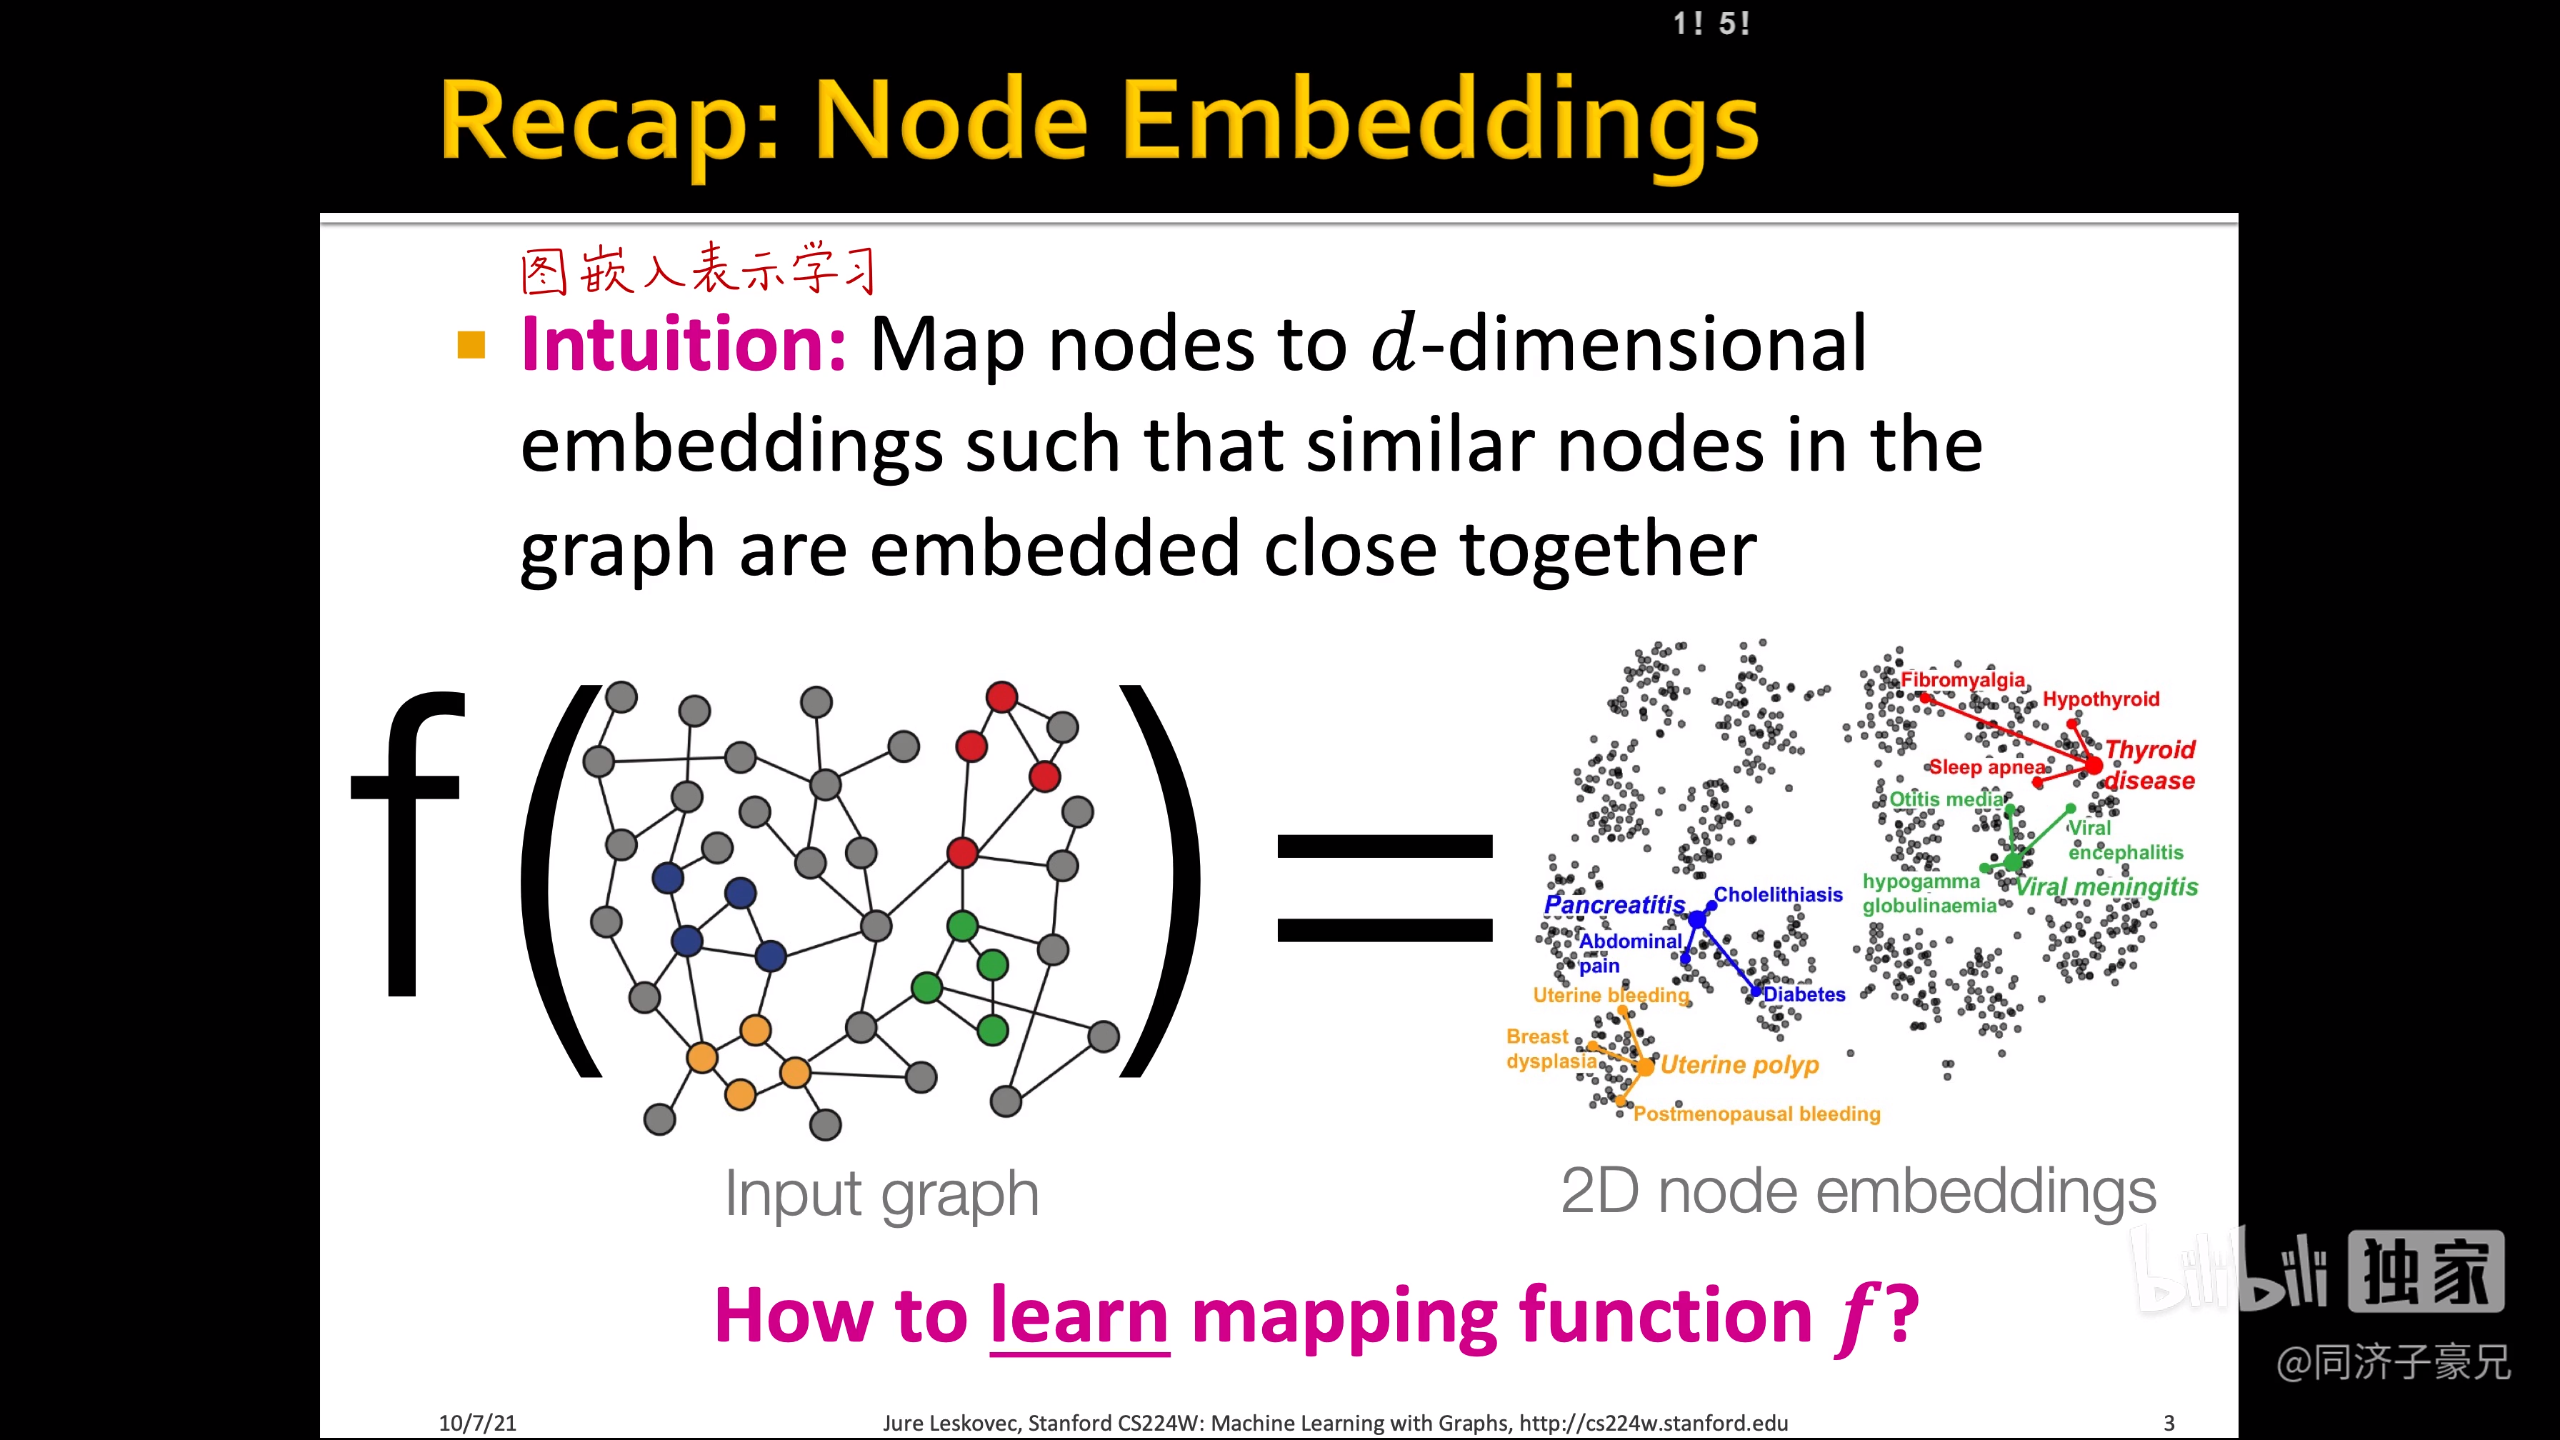 1! 5!
Recap: Node Embeddings
图嵌入表示学习
Intuition: Map nodes to d-dimensional
embeddings such that similar nodes in the
graph are embedded close together
f ( ) =
Fibromyalgia
Hypothyroid
Thyroid
disease
Sleep apnea
Otitis media
Viral
encephalitis
hypogamma
globulinaemia
Viral meningitis
Pancreatitis
Cholelithiasis
Abdominal
pain
Diabetes
Uterine bleeding
Breast
dysplasia
Uterine polyp
Postmenopausal bleeding
Input graph
2D node embeddings
How to learn mapping function f?
bilibili 独家
@同济子豪兄
10/7/21
Jure Leskovec, Stanford CS224W: Machine Learning with Graphs, http://cs224w.stanford.edu
3